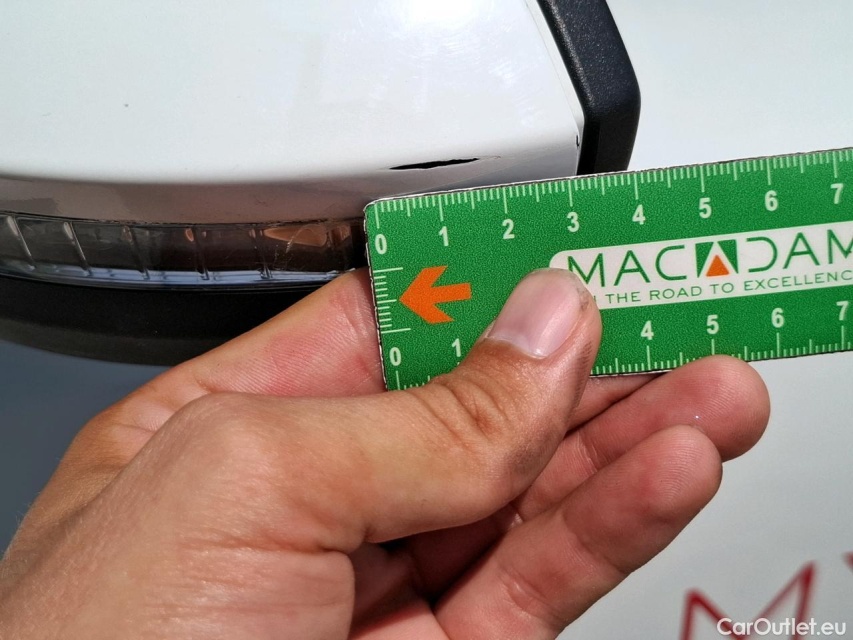 0 1 2 3 4 5 6 7
MACADAM
THE ROAD TO EXCELLENC
0 1 4 5 6 7
CarOutlet.eu